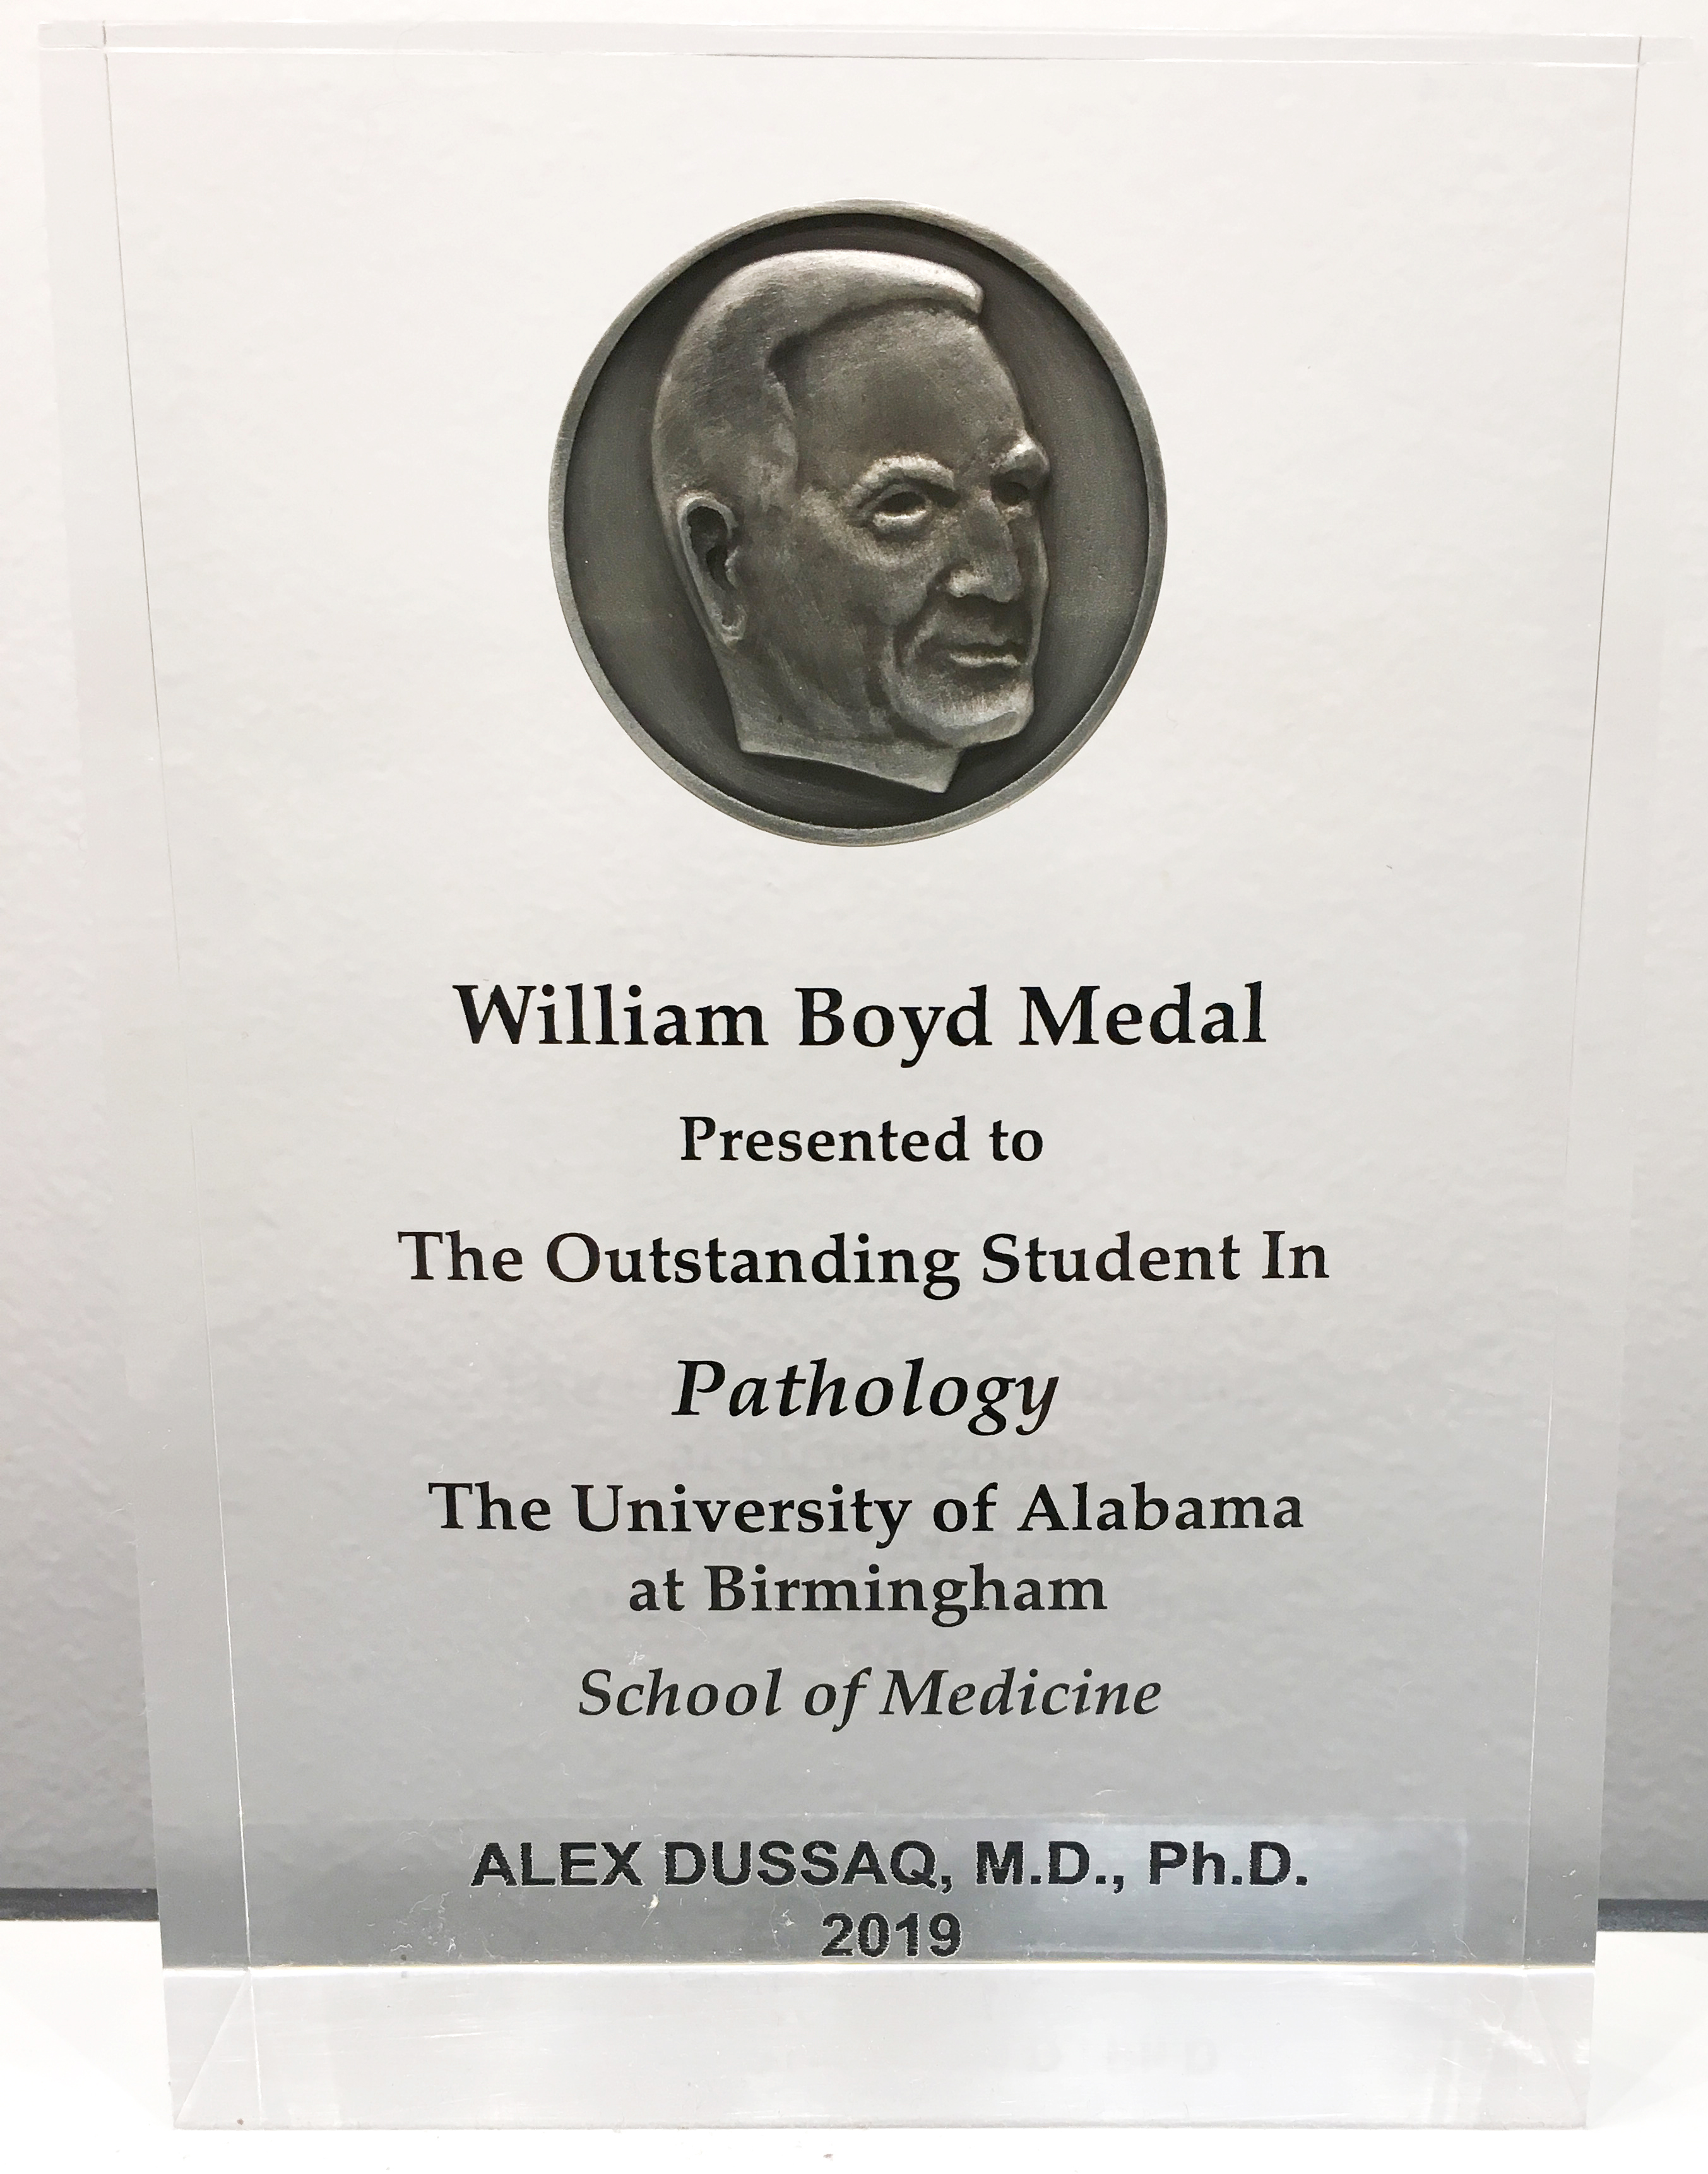 William Boyd Medal
Presented to
The Outstanding Student In
Pathology
The University of Alabama
at Birmingham
School of Medicine
ALEX DUSSAQ, M.D., Ph.D.
2019